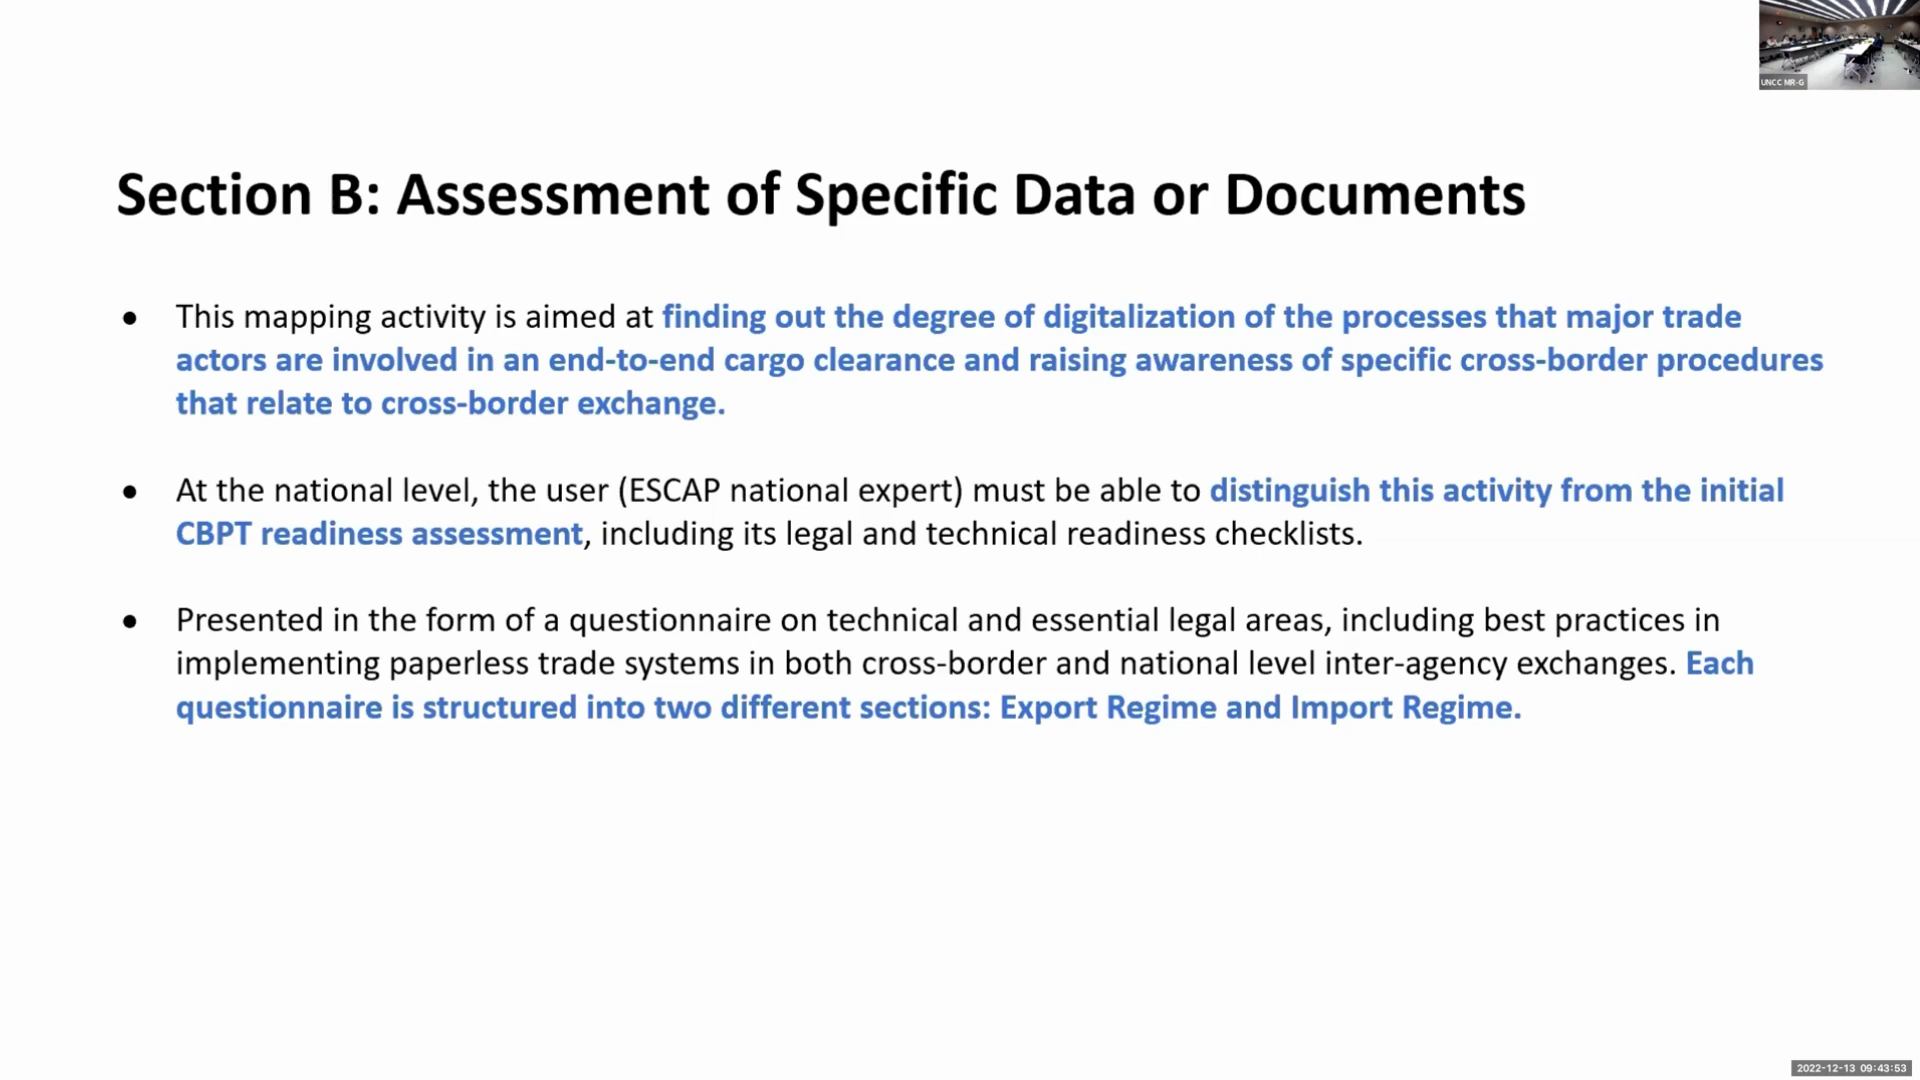 UNCC MR-G
Section B: Assessment of Specific Data or Documents
• This mapping activity is aimed at finding out the degree of digitalization of the processes that major trade
actors are involved in an end-to-end cargo clearance and raising awareness of specific cross-border procedures
that relate to cross-border exchange.
• At the national level, the user (ESCAP national expert) must be able to distinguish this activity from the initial
CBPT readiness assessment, including its legal and technical readiness checklists.
• Presented in the form of a questionnaire on technical and essential legal areas, including best practices in
implementing paperless trade systems in both cross-border and national level inter-agency exchanges. Each
questionnaire is structured into two different sections: Export Regime and Import Regime.
2022-12-13 09:43:53